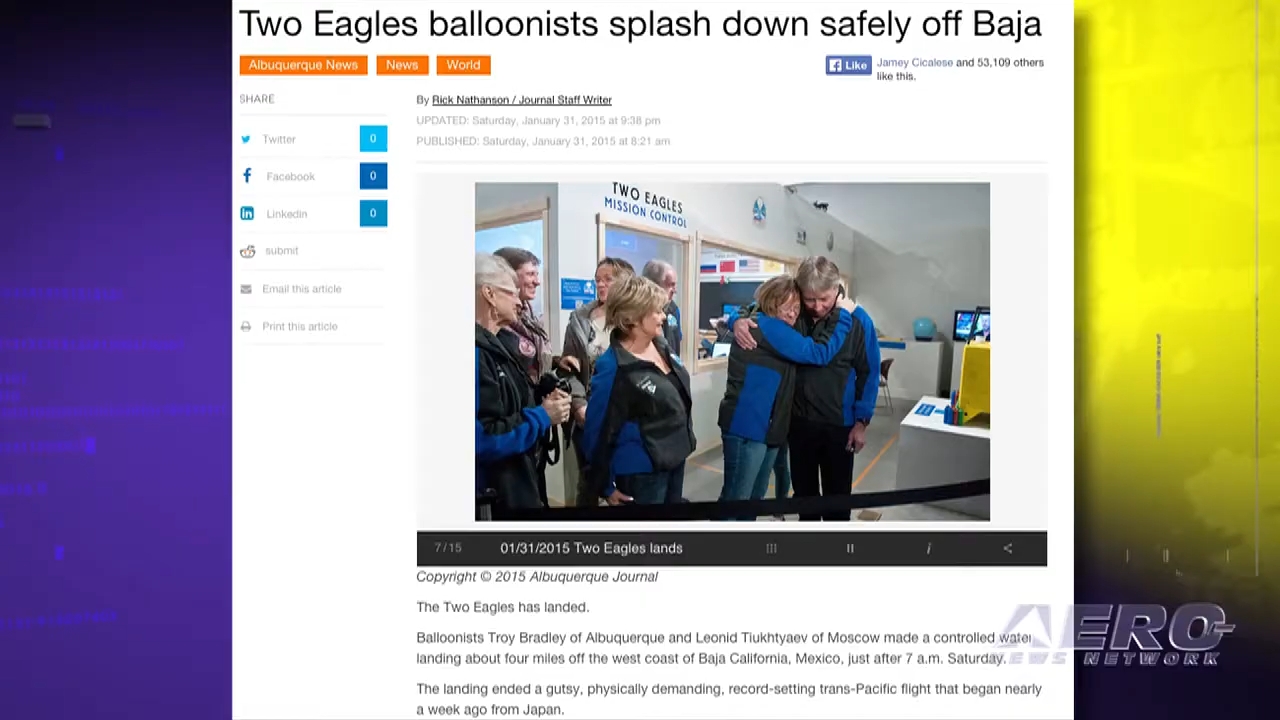 Two Eagles balloonists splash down safely off Baja
Albuquerque News News World
Like Jamey Cicalese and 53,109 others like this.
SHARE
Twitter 0
Facebook 0
LinkedIn 0
submit
Email this article
Print this article
By Rick Nathanson / Journal Staff Writer
UPDATED: Saturday, January 31, 2015 at 9:38 pm
PUBLISHED: Saturday, January 31, 2015 at 8:21 am
TWO EAGLES
MISSION CONTROL
7/15 01/31/2015 Two Eagles lands
Copyright © 2015 Albuquerque Journal
The Two Eagles has landed.
Balloonists Troy Bradley of Albuquerque and Leonid Tiukhtyaev of Moscow made a controlled water
landing about four miles off the west coast of Baja California, Mexico, just after 7 a.m. Saturday.
The landing ended a gutsy, physically demanding, record-setting trans-Pacific flight that began nearly
a week ago from Japan.
AERO-
NEWS NETWORK